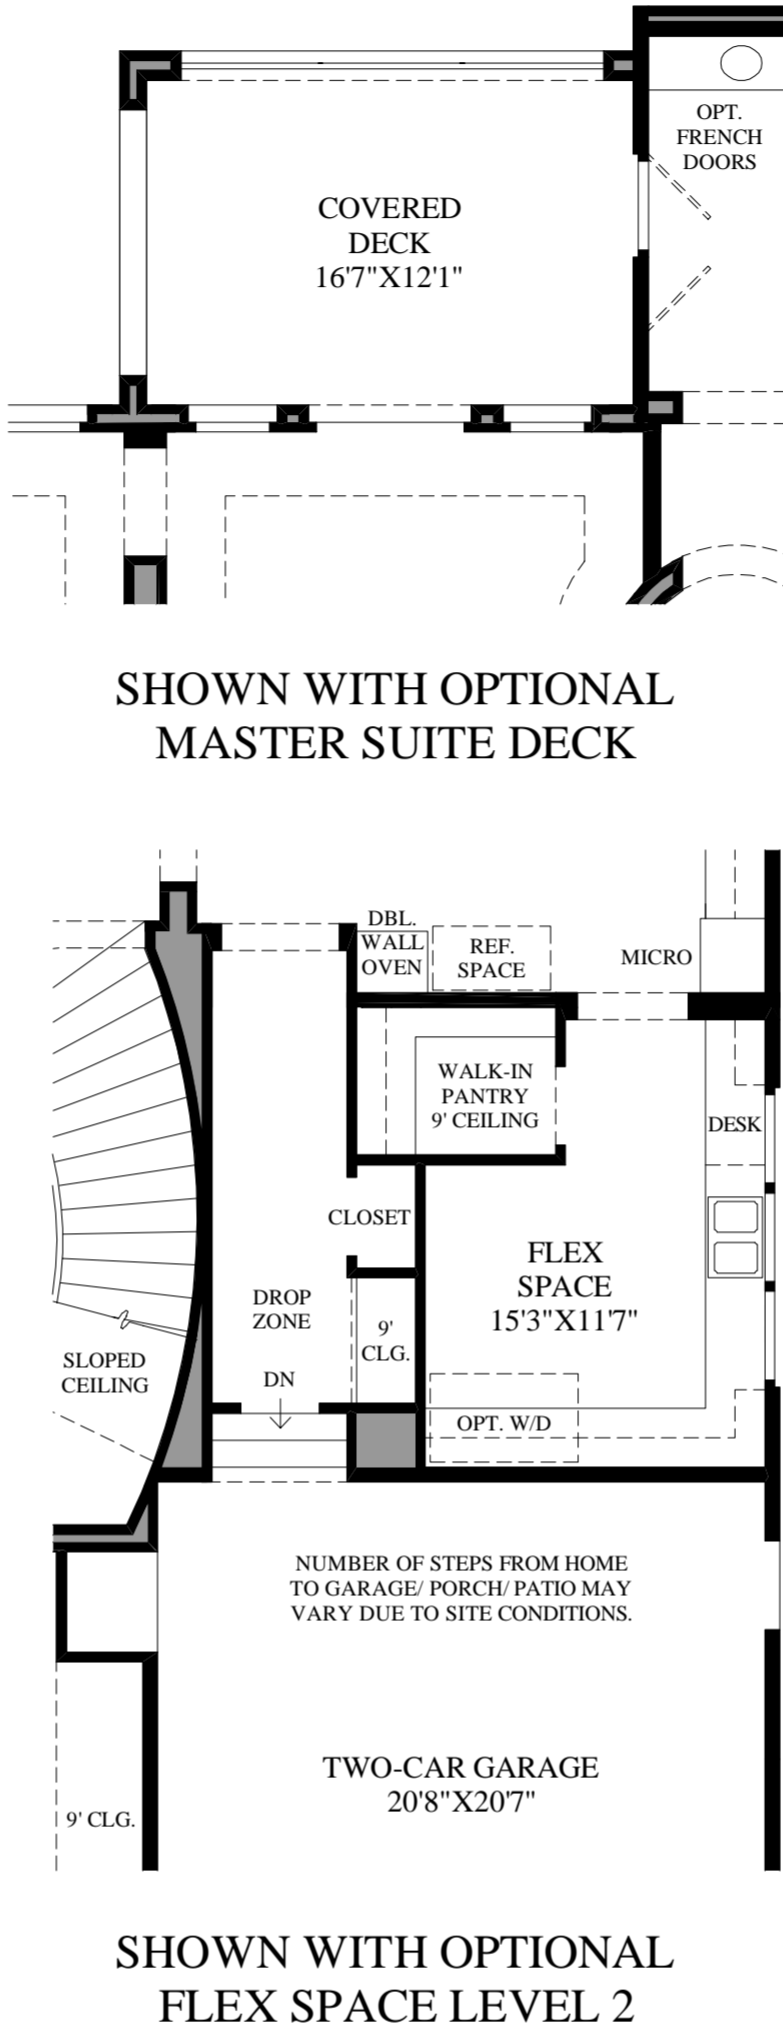 OPT.
FRENCH
DOORS
COVERED
DECK
16'7"X12'1"
SHOWN WITH OPTIONAL
MASTER SUITE DECK
DBL.
WALL
OVEN
REF.
SPACE
MICRO
WALK-IN
PANTRY
9' CEILING
DESK
CLOSET
FLEX
SPACE
15'3"X11'7"
DROP
ZONE
9'
CLG.
SLOPED
CEILING
DN
OPT. W/D
NUMBER OF STEPS FROM HOME
TO GARAGE/ PORCH/ PATIO MAY
VARY DUE TO SITE CONDITIONS.
TWO-CAR GARAGE
20'8"X20'7"
9' CLG.
SHOWN WITH OPTIONAL
FLEX SPACE LEVEL 2